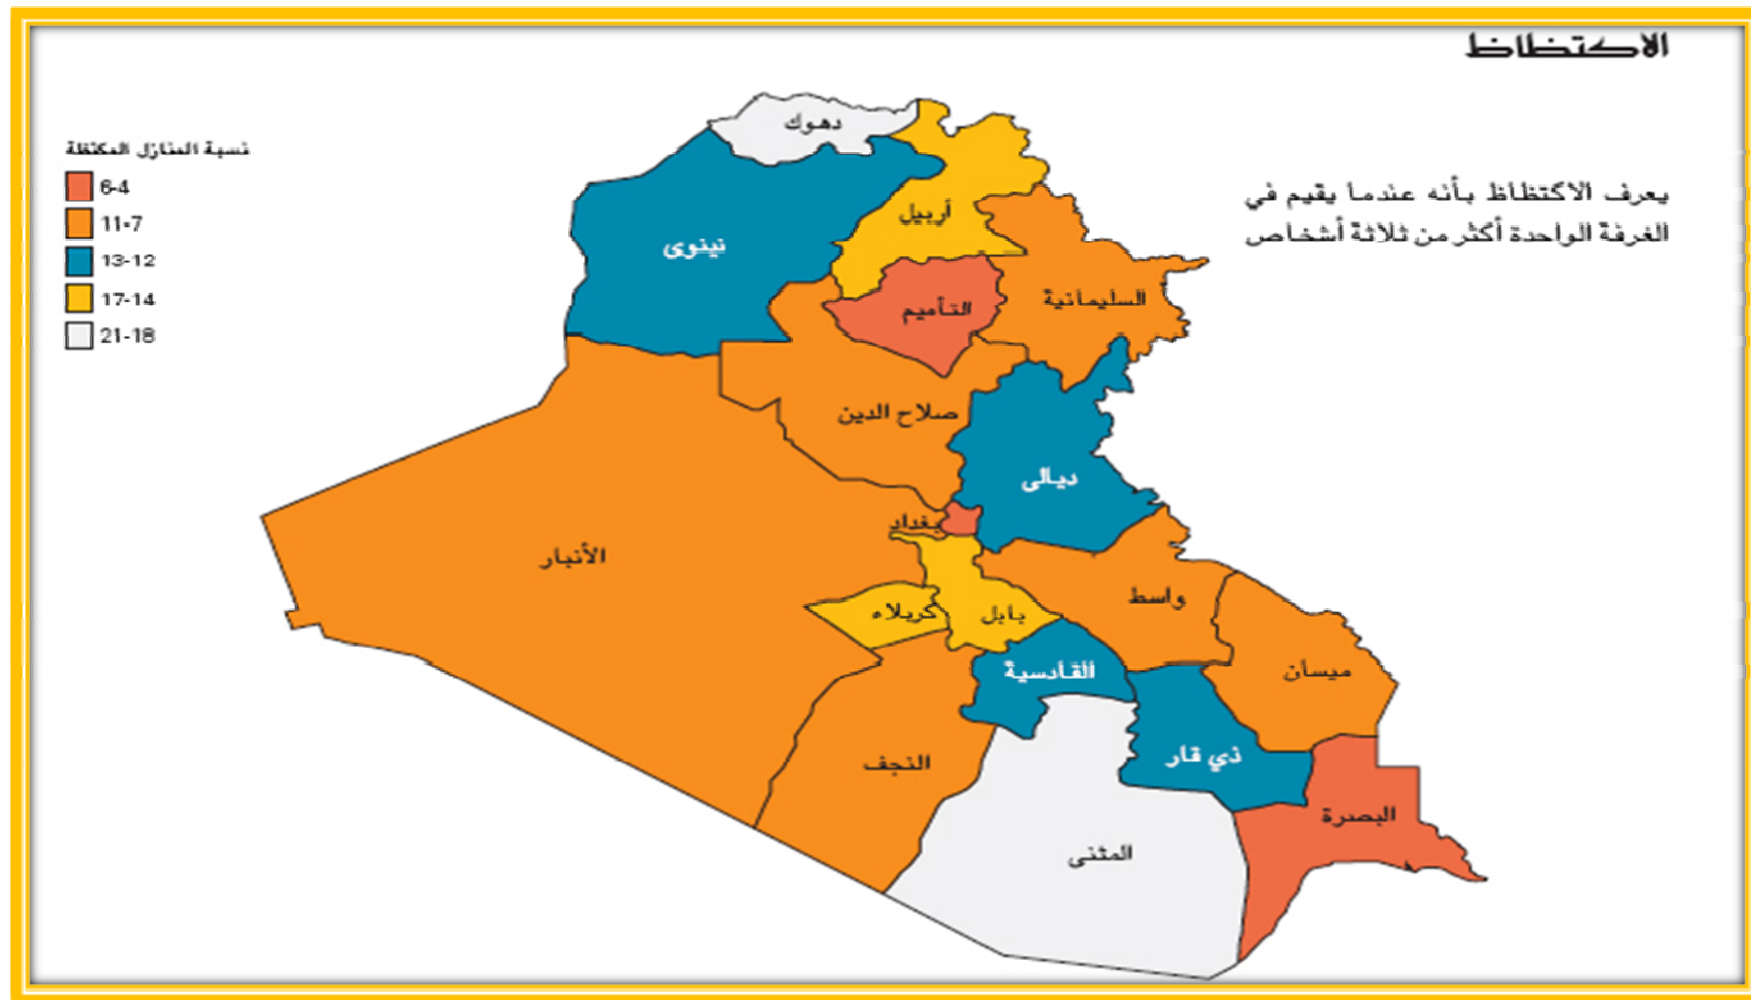 الاكتظاظ
يعرف الاكتظاظ بأنه عندما يقيم في
الغرفة الواحدة أكثر من ثلاثة أشخاص
نسبة المنازل المكتظة
6-4
11-7
13-12
17-14
21-18
دهوك
أربيل
نينوى
السليمانية
التأميم
صلاح الدين
ديالى
بغداد
الأنبار
واسط
كربلاء
بابل
القادسية
ميسان
ذي قار
النجف
البصرة
المثنى